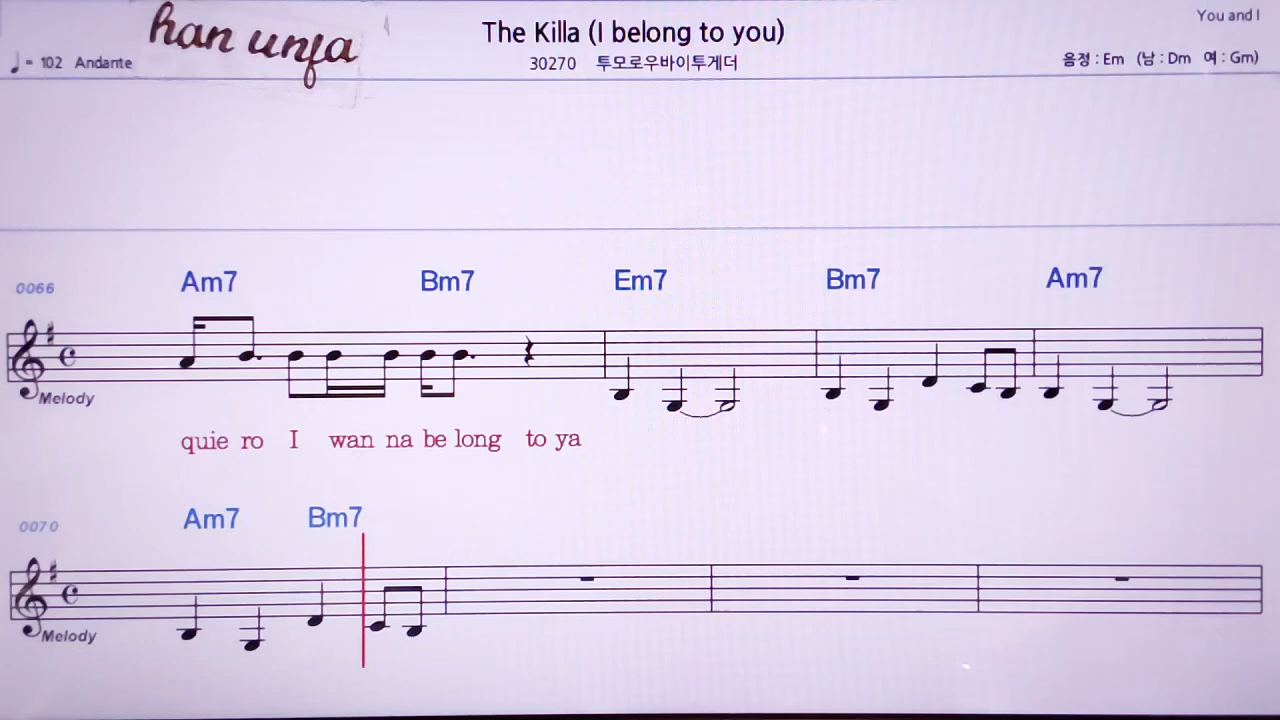 han unja
The Killa (I belong to you)
You and I
♩ = 102 Andante
30270 투모로우바이투게더
음정 : Em (남 : Dm 여 : Gm)
0066 Am7 Bm7 Em7 Bm7 Am7
Melody
quie ro I wan na be long to ya
0070 Am7 Bm7
Melody